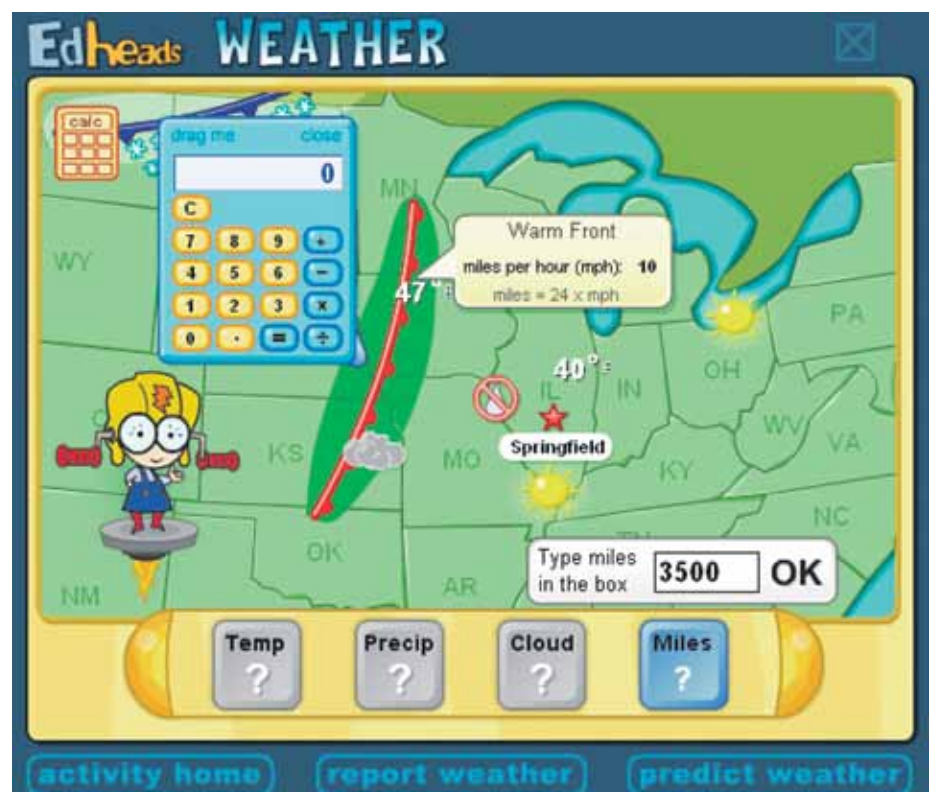 Edheads WEATHER
calc
drag me close
0
C
7 8 9 +
4 5 6 −
1 2 3 x
0 . = ÷
MN
WY
Warm Front
miles per hour (mph): 10
miles = 24 x mph
47°
PA
40°
IL
IN
OH
Springfield
KS
MO
KY
WV
VA
NC
OK
AR
NM
Type miles
in the box
3500 OK
Temp Precip Cloud Miles
? ? ? ?
activity home report weather predict weather